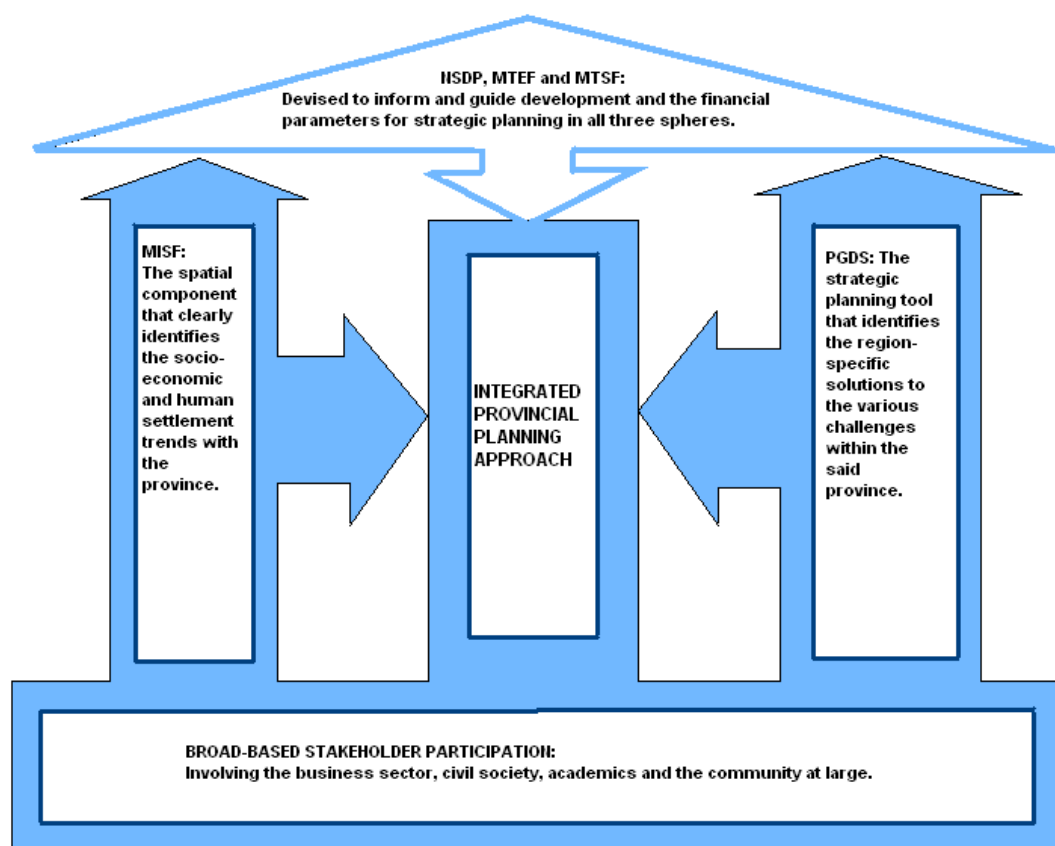 NSDP, MTEF and MTSF:
Devised to inform and guide development and the financial
parameters for strategic planning in all three spheres.
MISF:
The spatial
component
that clearly
identifies
the socio-
economic
and human
settlement
trends with
the
province.
INTEGRATED
PROVINCIAL
PLANNING
APPROACH
PGDS: The
strategic
planning tool
that identifies
the region-
specific
solutions to
the various
challenges
within the
said
province.
BROAD-BASED STAKEHOLDER PARTICIPATION:
Involving the business sector, civil society, academics and the community at large.